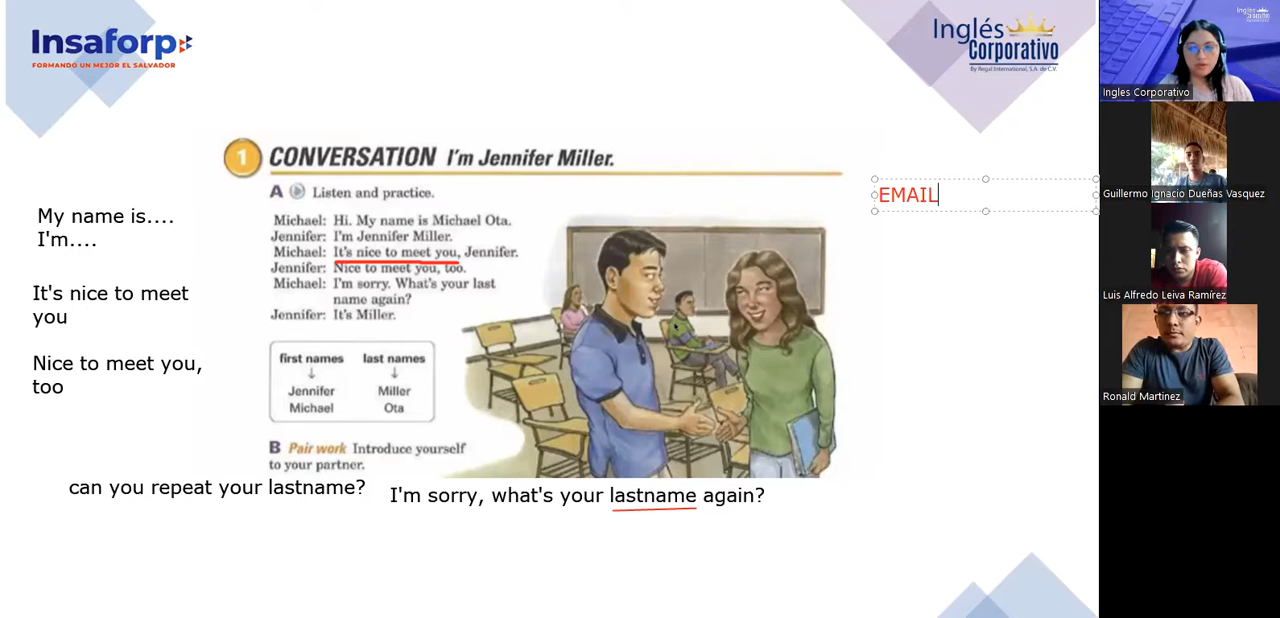 Insaforp
FORMANDO UN MEJOR EL SALVADOR
Inglés
Corporativo
By Regal International, S.A. de C.V.
1 CONVERSATION I'm Jennifer Miller.
A Listen and practice.
Michael: Hi. My name is Michael Ota.
Jennifer: I'm Jennifer Miller.
Michael: It's nice to meet you, Jennifer.
Jennifer: Nice to meet you, too.
Michael: I'm sorry. What's your last
name again?
Jennifer: It's Miller.
first names last names
↓ ↓
Jennifer Miller
Michael Ota
B Pair work Introduce yourself
to your partner.
My name is....
I'm....
It's nice to meet
you
Nice to meet you,
too
can you repeat your lastname?
I'm sorry, what's your lastname again?
EMAIL
Inglés
Corporativo
Ingles Corporativo
Guillermo Ignacio Dueñas Vasquez
Luis Alfredo Leiva Ramírez
Ronald Martinez